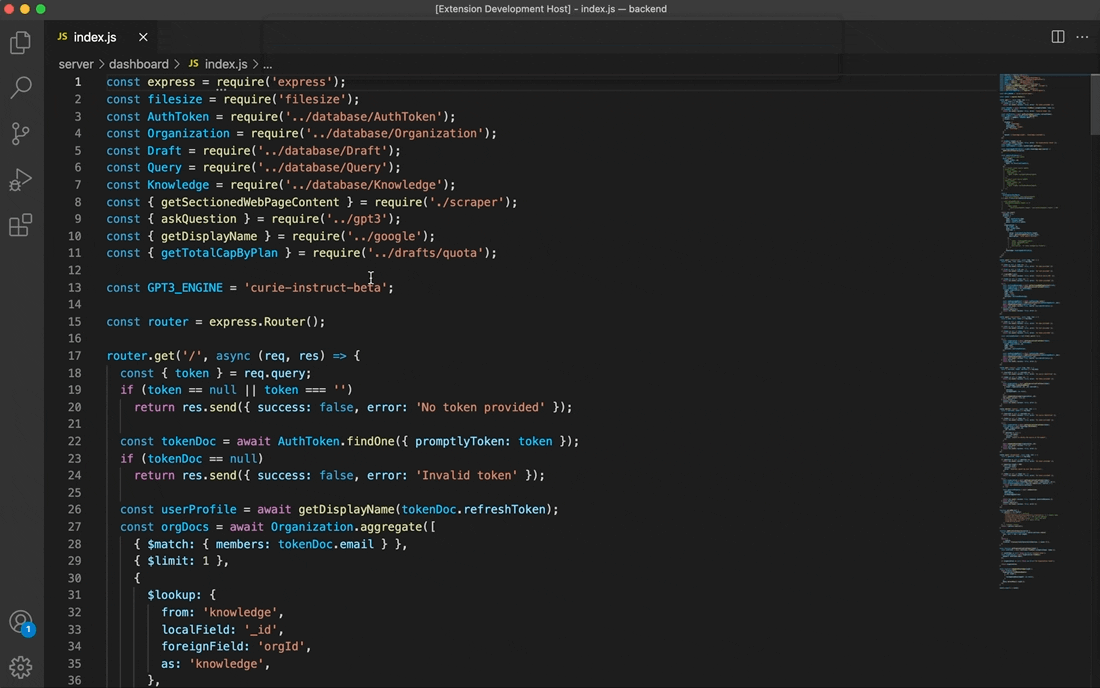 [Extension Development Host] - index.js — backend
JS index.js
server > dashboard > JS index.js > ...
1 const express = require('express');
2 const filesize = require('filesize');
3 const AuthToken = require('../database/AuthToken');
4 const Organization = require('../database/Organization');
5 const Draft = require('../database/Draft');
6 const Query = require('../database/Query');
7 const Knowledge = require('../database/Knowledge');
8 const { getSectionedWebPageContent } = require('./scraper');
9 const { askQuestion } = require('../gpt3');
10 const { getDisplayName } = require('../google');
11 const { getTotalCapByPlan } = require('../drafts/quota');
12
13 const GPT3_ENGINE = 'curie-instruct-beta';
14
15 const router = express.Router();
16
17 router.get('/', async (req, res) => {
18 const { token } = req.query;
19 if (token == null || token === '')
20 return res.send({ success: false, error: 'No token provided' });
21
22 const tokenDoc = await AuthToken.findOne({ promptlyToken: token });
23 if (tokenDoc == null)
24 return res.send({ success: false, error: 'Invalid token' });
25
26 const userProfile = await getDisplayName(tokenDoc.refreshToken);
27 const orgDocs = await Organization.aggregate([
28 { $match: { members: tokenDoc.email } },
29 { $limit: 1 },
30 {
31 $lookup: {
32 from: 'knowledge',
33 localField: '_id',
34 foreignField: 'orgId',
35 as: 'knowledge',
36 },
1